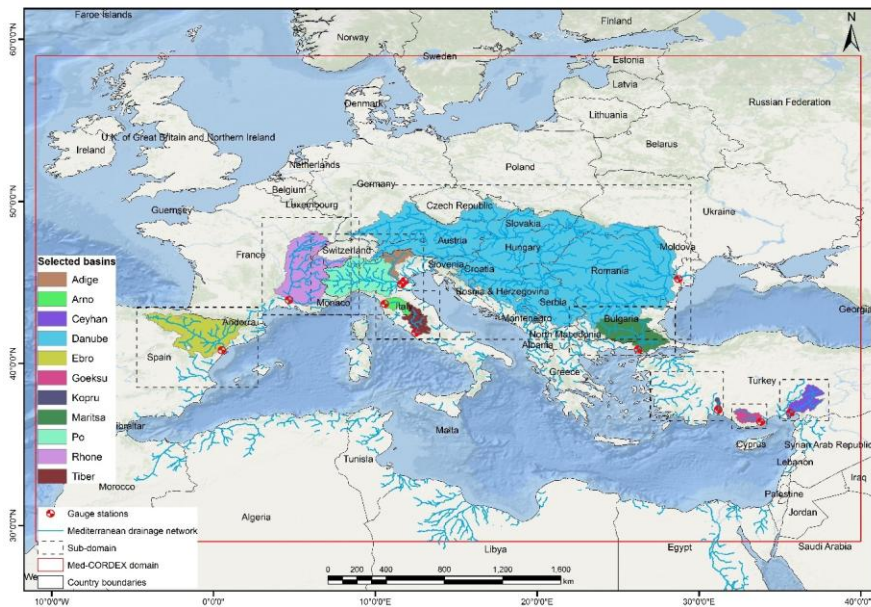 Faroe Islands
Finland
N
Norway
Sweden
Estonia
Latvia
Russian Federation
Denmark
Lithuania
U.K. of Great Britain and Northern Ireland
Ireland
Belarus
Netherlands
Poland
Germany
Belgium
Guernsey
Luxembourg
Czech Republic
Ukraine
Slovakia
Moldova
Austria
Hungary
France
Switzerland
Slovenia
Croatia
Romania
Bosnia & Herzegovina
Serbia
Monaco
Italy
Montenegro
Bulgaria
Georgia
Andorra
North Macedonia
Albania
Spain
Greece
Turkey
Gibraltar
Malta
Cyprus
Syrian Arab Republic
Lebanon
Tunisia
Iraq
Morocco
Palestine
Jordan
Algeria
Libya
Egypt
Saudi Arabia
We
Selected basins
Adige
Arno
Ceyhan
Danube
Ebro
Goeksu
Kopru
Maritsa
Po
Rhone
Tiber
Gauge stations
Mediterranean drainage network
Sub-domain
Med-CORDEX domain
Country boundaries
0 200 400 800 1,200 1,600
km
60°0'0"N
50°0'0"N
40°0'0"N
30°0'0"N
10°0'0"W 0°0'0" 10°0'0"E 20°0'0"E 30°0'0"E 40°0'0"E